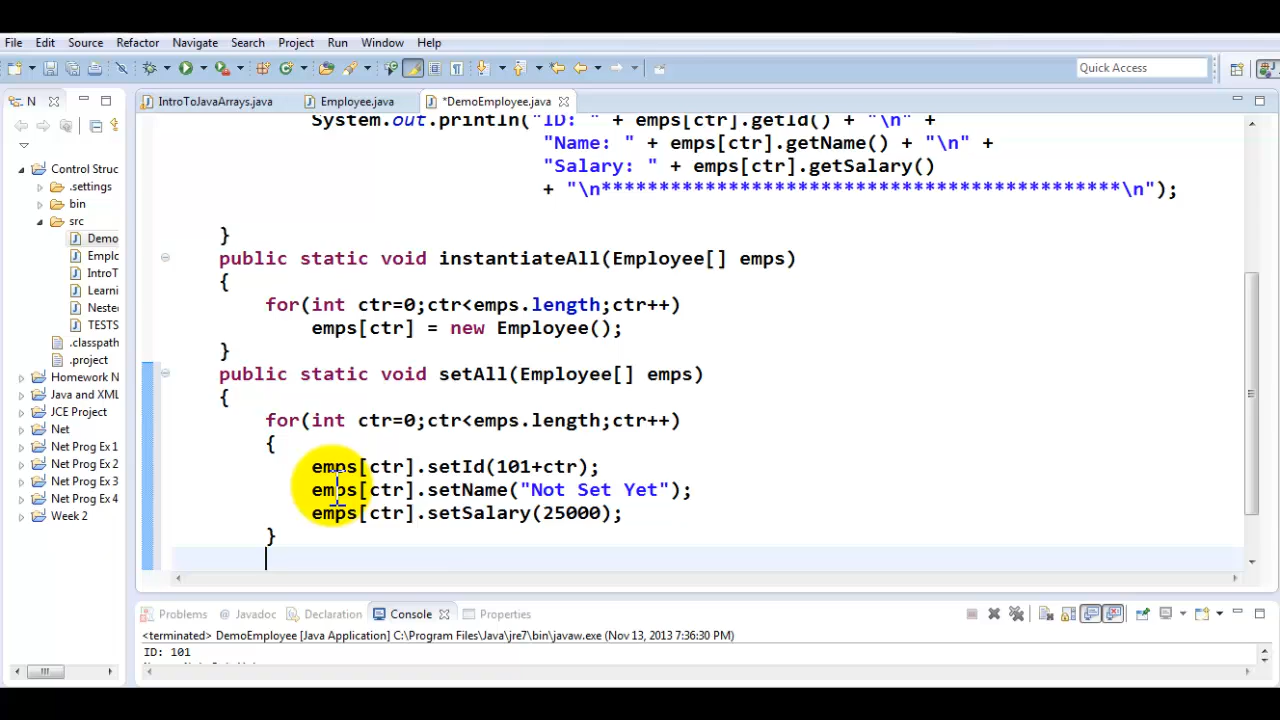 File Edit Source Refactor Navigate Search Project Run Window Help
Quick Access
N
IntroToJavaArrays.java Employee.java *DemoEmployee.java
Control Struc
.settings
bin
src
Demo
Emplo
IntroT
Learni
Nester
TESTS
.classpath
.project
Homework N
Java and XML
JCE Project
Net
Net Prog Ex 1
Net Prog Ex 2
Net Prog Ex 3
Net Prog Ex 4
Week 2
System.out.println("ID: " + emps[ctr].getId() + "\n" +
"Name: " + emps[ctr].getName() + "\n" +
"Salary: " + emps[ctr].getSalary()
+ "\n*********************************************\n");
}
public static void instantiateAll(Employee[] emps)
{
for(int ctr=0;ctr<emps.length;ctr++)
emps[ctr] = new Employee();
}
public static void setAll(Employee[] emps)
{
for(int ctr=0;ctr<emps.length;ctr++)
{
emps[ctr].setId(101+ctr);
emps[ctr].setName("Not Set Yet");
emps[ctr].setSalary(25000);
}
Problems @ Javadoc Declaration Console Properties
<terminated> DemoEmployee [Java Application] C:\Program Files\Java\jre7\bin\javaw.exe (Nov 13, 2013 7:36:30 PM)
ID: 101